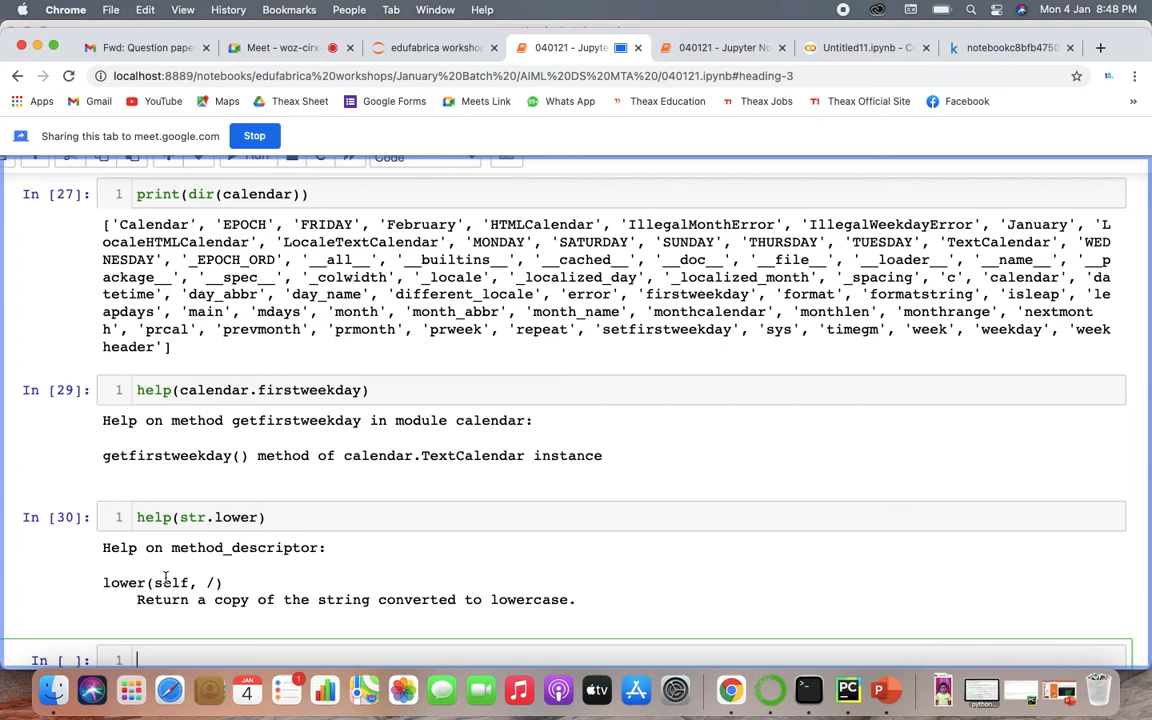 Chrome File Edit View History Bookmarks People Tab Window Help Mon 4 Jan 8:48 PM
Fwd: Question pape Meet - woz-cirx edufabrica worksho 040121 - Jupyte 040121 - Jupyter No Untitled11.ipynb - C notebookc8bfb4750
localhost:8889/notebooks/edufabrica%20workshops/January%20Batch%20/AIML%20DS%20MTA%20/040121.ipynb#heading-3
Apps Gmail YouTube Maps Theax Sheet Google Forms Meets Link Whats App Theax Education Theax Jobs Theax Official Site Facebook »
Sharing this tab to meet.google.com Stop
Run Code
In [27]: 1 print(dir(calendar))
['Calendar', 'EPOCH', 'FRIDAY', 'February', 'HTMLCalendar', 'IllegalMonthError', 'IllegalWeekdayError', 'January', 'L
ocaleHTMLCalendar', 'LocaleTextCalendar', 'MONDAY', 'SATURDAY', 'SUNDAY', 'THURSDAY', 'TUESDAY', 'TextCalendar', 'WED
NESDAY', '_EPOCH_ORD', '__all__', '__builtins__', '__cached__', '__doc__', '__file__', '__loader__', '__name__', '__p
ackage__', '__spec__', '_colwidth', '_locale', '_localized_day', '_localized_month', '_spacing', 'c', 'calendar', 'da
tetime', 'day_abbr', 'day_name', 'different_locale', 'error', 'firstweekday', 'format', 'formatstring', 'isleap', 'le
apdays', 'main', 'mdays', 'month', 'month_abbr', 'month_name', 'monthcalendar', 'monthlen', 'monthrange', 'nextmont
h', 'prcal', 'prevmonth', 'prmonth', 'prweek', 'repeat', 'setfirstweekday', 'sys', 'timegm', 'week', 'weekday', 'week
header']
In [29]: 1 help(calendar.firstweekday)
Help on method getfirstweekday in module calendar:
getfirstweekday() method of calendar.TextCalendar instance
In [30]: 1 help(str.lower)
Help on method_descriptor:
lower(self, /)
Return a copy of the string converted to lowercase.
In [ ]: 1
JAN 4 1 tv PC P